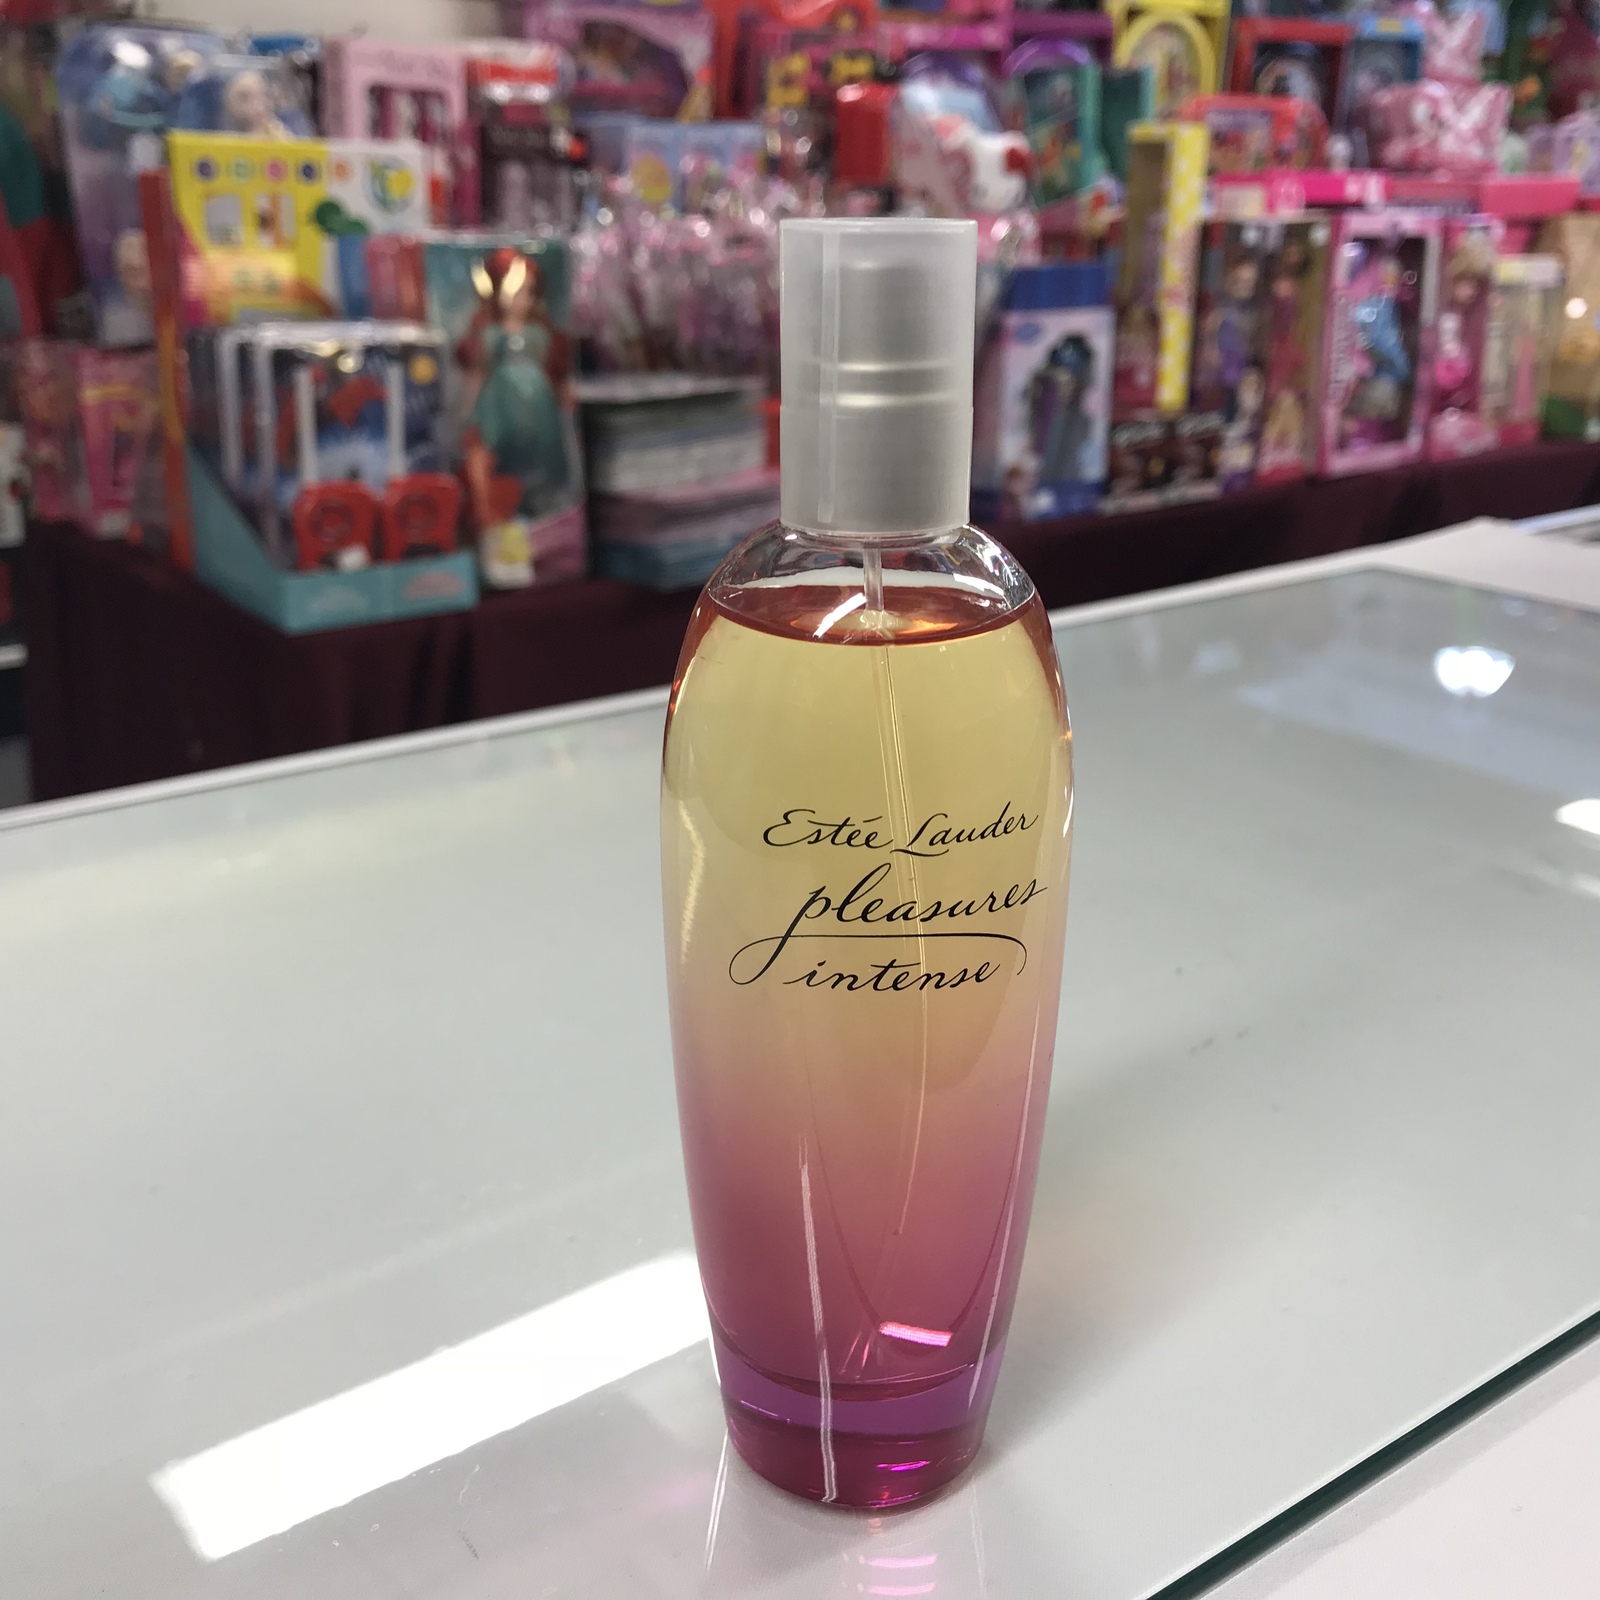 Estée Lauder
pleasures
intense